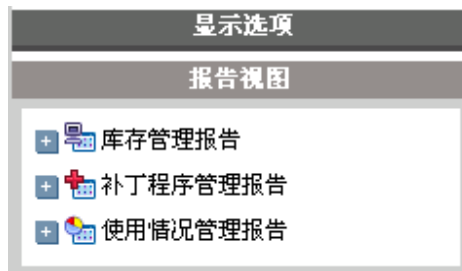 显示选项
报告视图
库存管理报告
补丁程序管理报告
使用情况管理报告